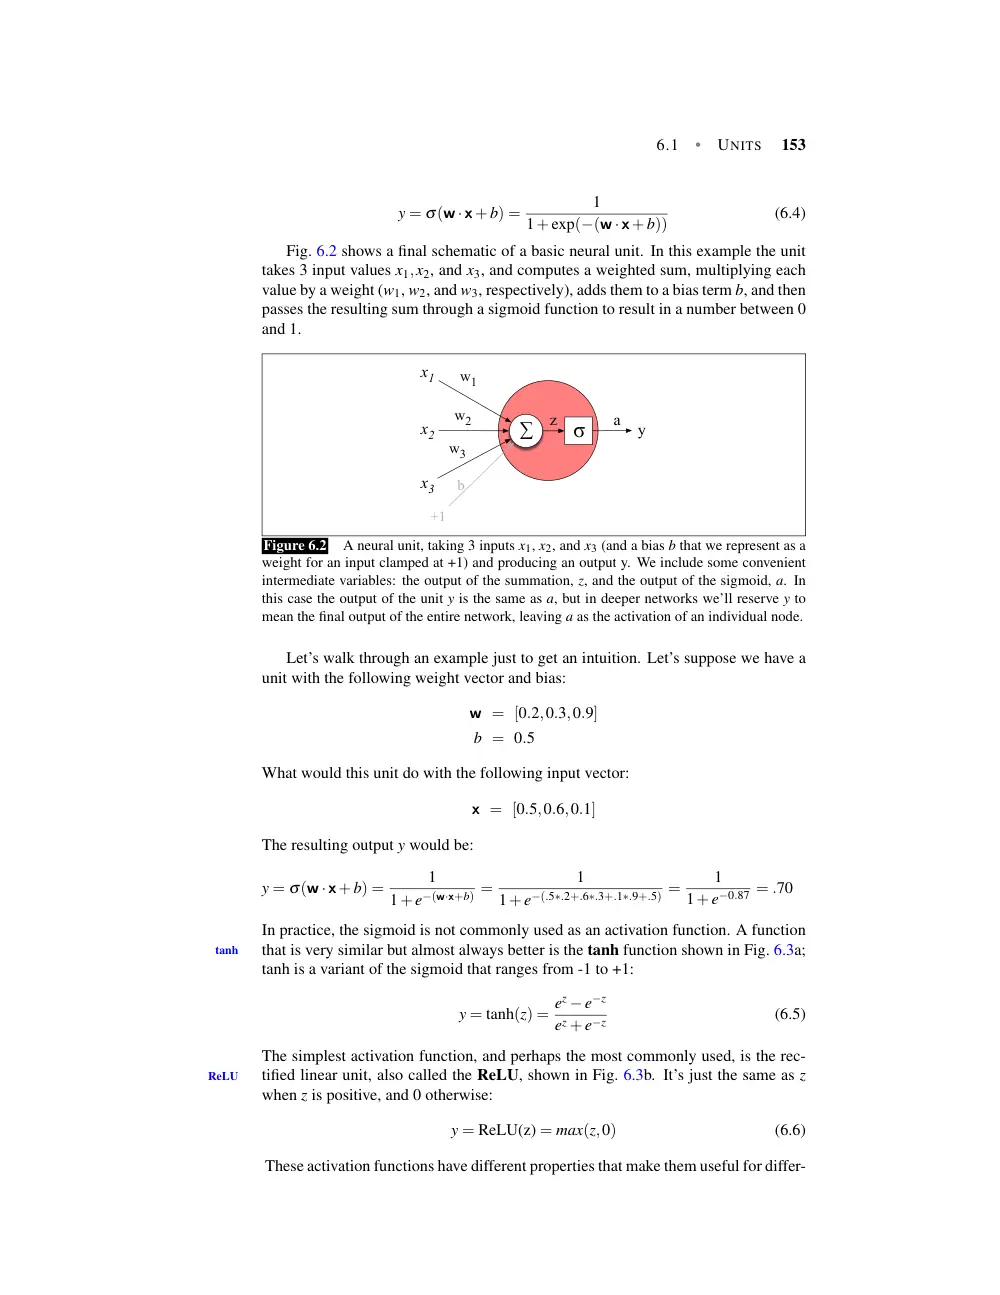 6.1 • UNITS 153
y = σ(w · x + b) = 1 / (1 + exp(−(w · x + b))) (6.4)
Fig. 6.2 shows a final schematic of a basic neural unit. In this example the unit
takes 3 input values x1, x2, and x3, and computes a weighted sum, multiplying each
value by a weight (w1, w2, and w3, respectively), adds them to a bias term b, and then
passes the resulting sum through a sigmoid function to result in a number between 0
and 1.
x1 w1
w2 z a
x2 ∑ σ y
w3
x3 b
+1
Figure 6.2 A neural unit, taking 3 inputs x1, x2, and x3 (and a bias b that we represent as a
weight for an input clamped at +1) and producing an output y. We include some convenient
intermediate variables: the output of the summation, z, and the output of the sigmoid, a. In
this case the output of the unit y is the same as a, but in deeper networks we'll reserve y to
mean the final output of the entire network, leaving a as the activation of an individual node.
Let's walk through an example just to get an intuition. Let's suppose we have a
unit with the following weight vector and bias:
w = [0.2, 0.3, 0.9]
b = 0.5
What would this unit do with the following input vector:
x = [0.5, 0.6, 0.1]
The resulting output y would be:
y = σ(w · x + b) = 1 / (1 + e^−(w·x+b)) = 1 / (1 + e^−(.5∗.2+.6∗.3+.1∗.9+.5)) = 1 / (1 + e^−0.87) = .70
In practice, the sigmoid is not commonly used as an activation function. A function
tanh that is very similar but almost always better is the tanh function shown in Fig. 6.3a;
tanh is a variant of the sigmoid that ranges from -1 to +1:
y = tanh(z) = (e^z − e^−z) / (e^z + e^−z) (6.5)
The simplest activation function, and perhaps the most commonly used, is the rec-
ReLU tified linear unit, also called the ReLU, shown in Fig. 6.3b. It's just the same as z
when z is positive, and 0 otherwise:
y = ReLU(z) = max(z, 0) (6.6)
These activation functions have different properties that make them useful for differ-